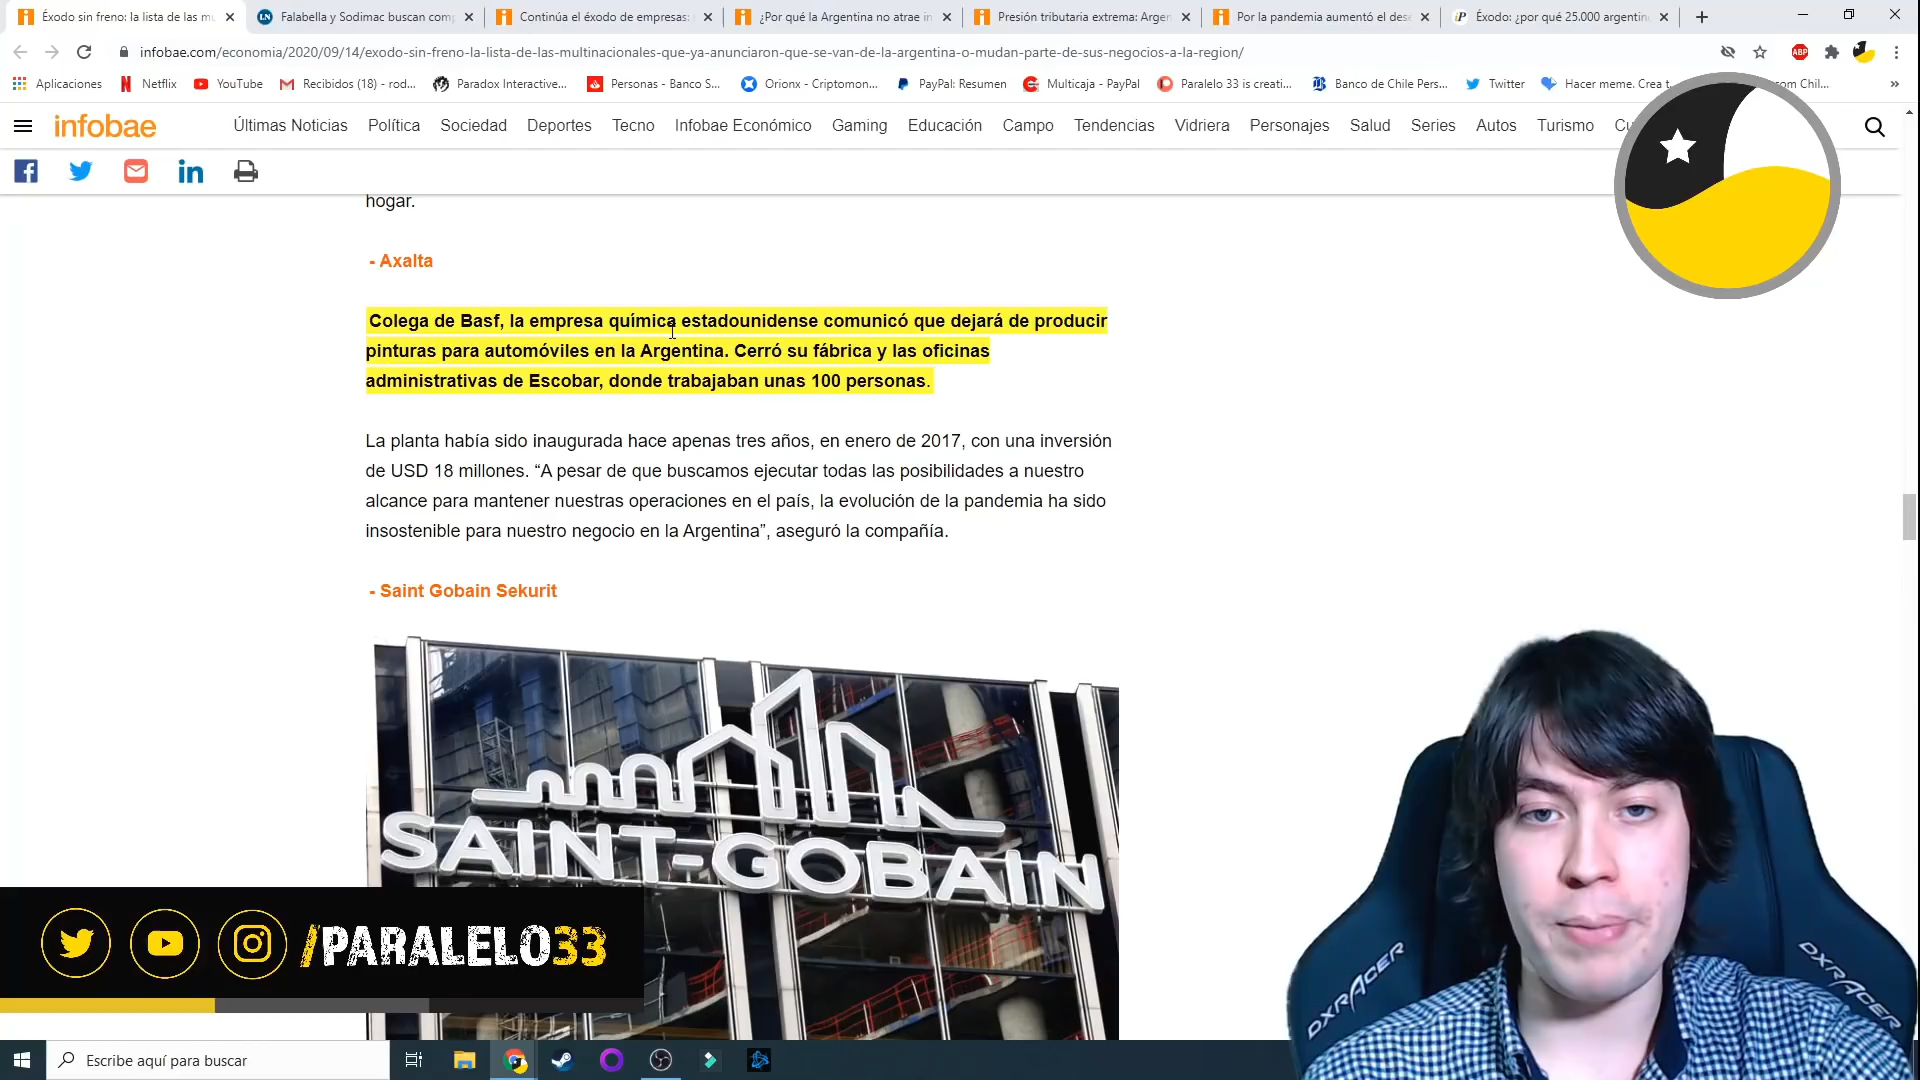 Éxodo sin freno: la lista de las mu
Falabella y Sodimac buscan comp
Continúa el éxodo de empresas:
¿Por qué la Argentina no atrae in
Presión tributaria extrema: Argen
Por la pandemia aumentó el dese
Éxodo: ¿por qué 25.000 argentin
infobae.com/economia/2020/09/14/exodo-sin-freno-la-lista-de-las-multinacionales-que-ya-anunciaron-que-se-van-de-la-argentina-o-mudan-parte-de-sus-negocios-a-la-region/
ABP
Aplicaciones Netflix YouTube Recibidos (18) - rod... Paradox Interactive... Personas - Banco S... Orionx - Criptomon... PayPal: Resumen Multicaja - PayPal Paralelo 33 is creati... Banco de Chile Pers... Twitter Hacer meme. Crea t... om Chil...
infobae Últimas Noticias Política Sociedad Deportes Tecno Infobae Económico Gaming Educación Campo Tendencias Vidriera Personajes Salud Series Autos Turismo Cu
hogar.
- Axalta
Colega de Basf, la empresa química estadounidense comunicó que dejará de producir
pinturas para automóviles en la Argentina. Cerró su fábrica y las oficinas
administrativas de Escobar, donde trabajaban unas 100 personas.
La planta había sido inaugurada hace apenas tres años, en enero de 2017, con una inversión
de USD 18 millones. “A pesar de que buscamos ejecutar todas las posibilidades a nuestro
alcance para mantener nuestras operaciones en el país, la evolución de la pandemia ha sido
insostenible para nuestro negocio en la Argentina”, aseguró la compañía.
- Saint Gobain Sekurit
SAINT-GOBAIN
/PARALELO33
DXRACER
DXRACER
Escribe aquí para buscar